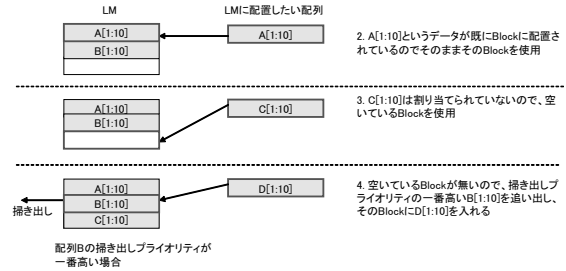 LM
LMに配置したい配列
A[1:10]
B[1:10]
A[1:10]
2. A[1:10]というデータが既にBlockに配置さ
れているのでそのままそのBlockを使用
A[1:10]
B[1:10]
C[1:10]
3. C[1:10]は割り当てられていないので、空
いているBlockを使用
A[1:10]
B[1:10]
C[1:10]
D[1:10]
掃き出し
4. 空いているBlockが無いので、掃き出しプ
ライオリティの一番高いB[1:10]を追い出し、
そのBlockにD[1:10]を入れる
配列Bの掃き出しプライオリティが
一番高い場合